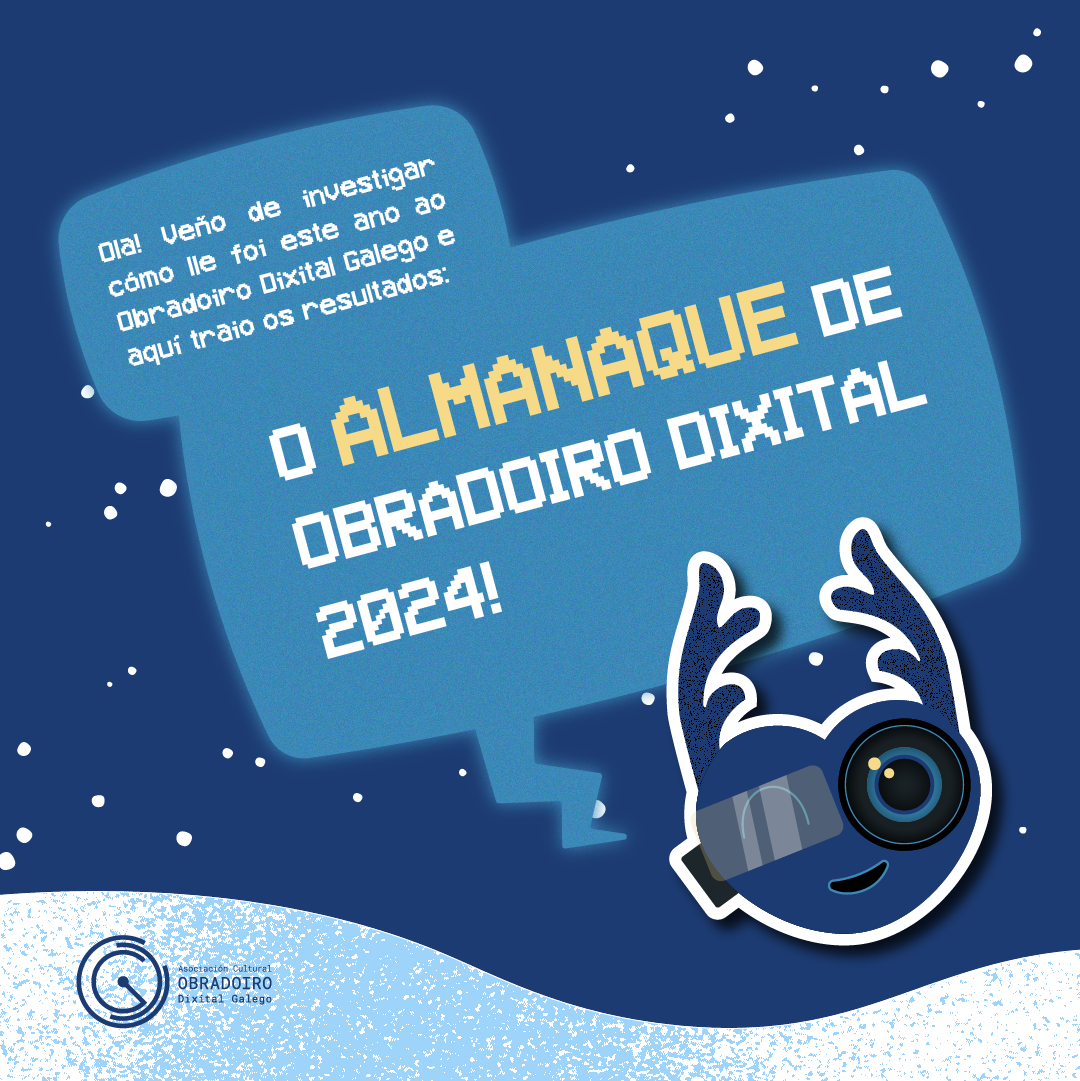 Ola! Veño de investigar
cómo lle foi este ano ao
Obradoiro Dixital Galego e
aquí traio os resultados:
O ALMANAQUE DE
OBRADOIRO DIXITAL
2024!
Asociación Cultural
OBRADOIRO
Dixital Galego